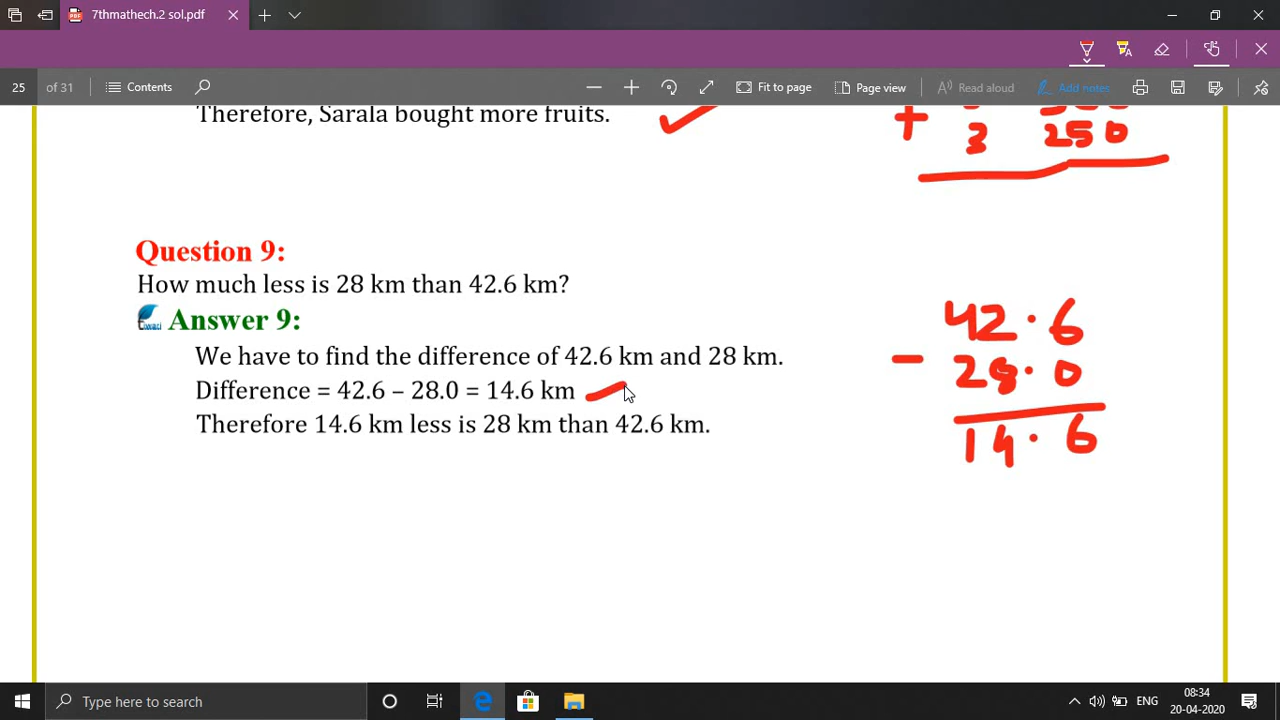 7thmathech.2 sol.pdf
25 of 31 Contents Fit to page Page view Read aloud Add notes
Therefore, Sarala bought more fruits.
+ 3 250
Question 9:
How much less is 28 km than 42.6 km?
Answer 9:
We have to find the difference of 42.6 km and 28 km.
Difference = 42.6 – 28.0 = 14.6 km
Therefore 14.6 km less is 28 km than 42.6 km.
42.6
- 28.0
14.6
Type here to search
ENG
08:34
20-04-2020